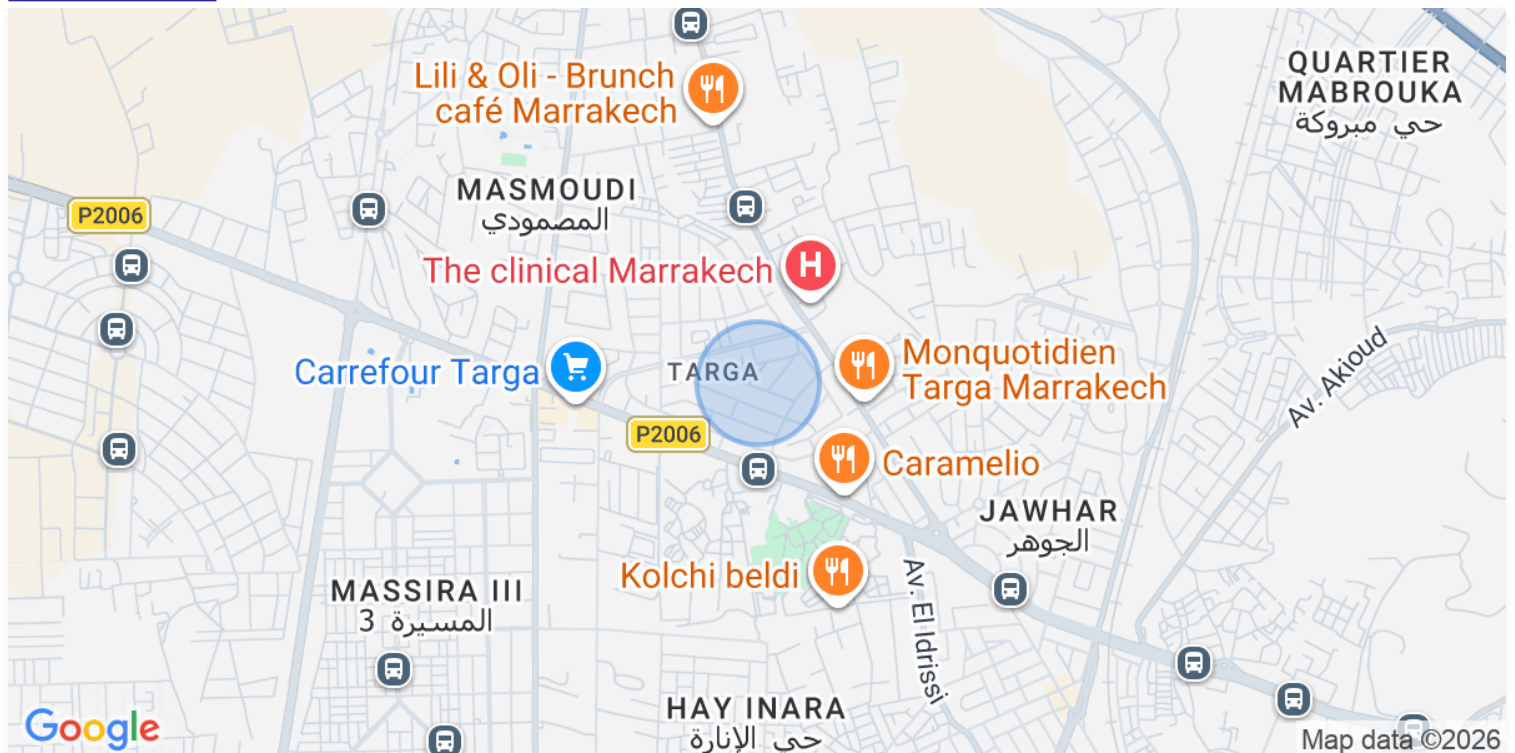 Lili & Oli - Brunch
café Marrakech
QUARTIER
MABROUKA
حي مبروكة
MASMOUDI
المصمودي
P2006
The clinical Marrakech
H
Carrefour Targa
TARGA
Monquotidien
Targa Marrakech
Av. Akioud
P2006
Caramelio
JAWHAR
الجوهر
Kolchi beldi
Av. El Idrissi
MASSIRA III
المسيرة 3
HAY INARA
حي الإنارة
Google
Map data ©2026